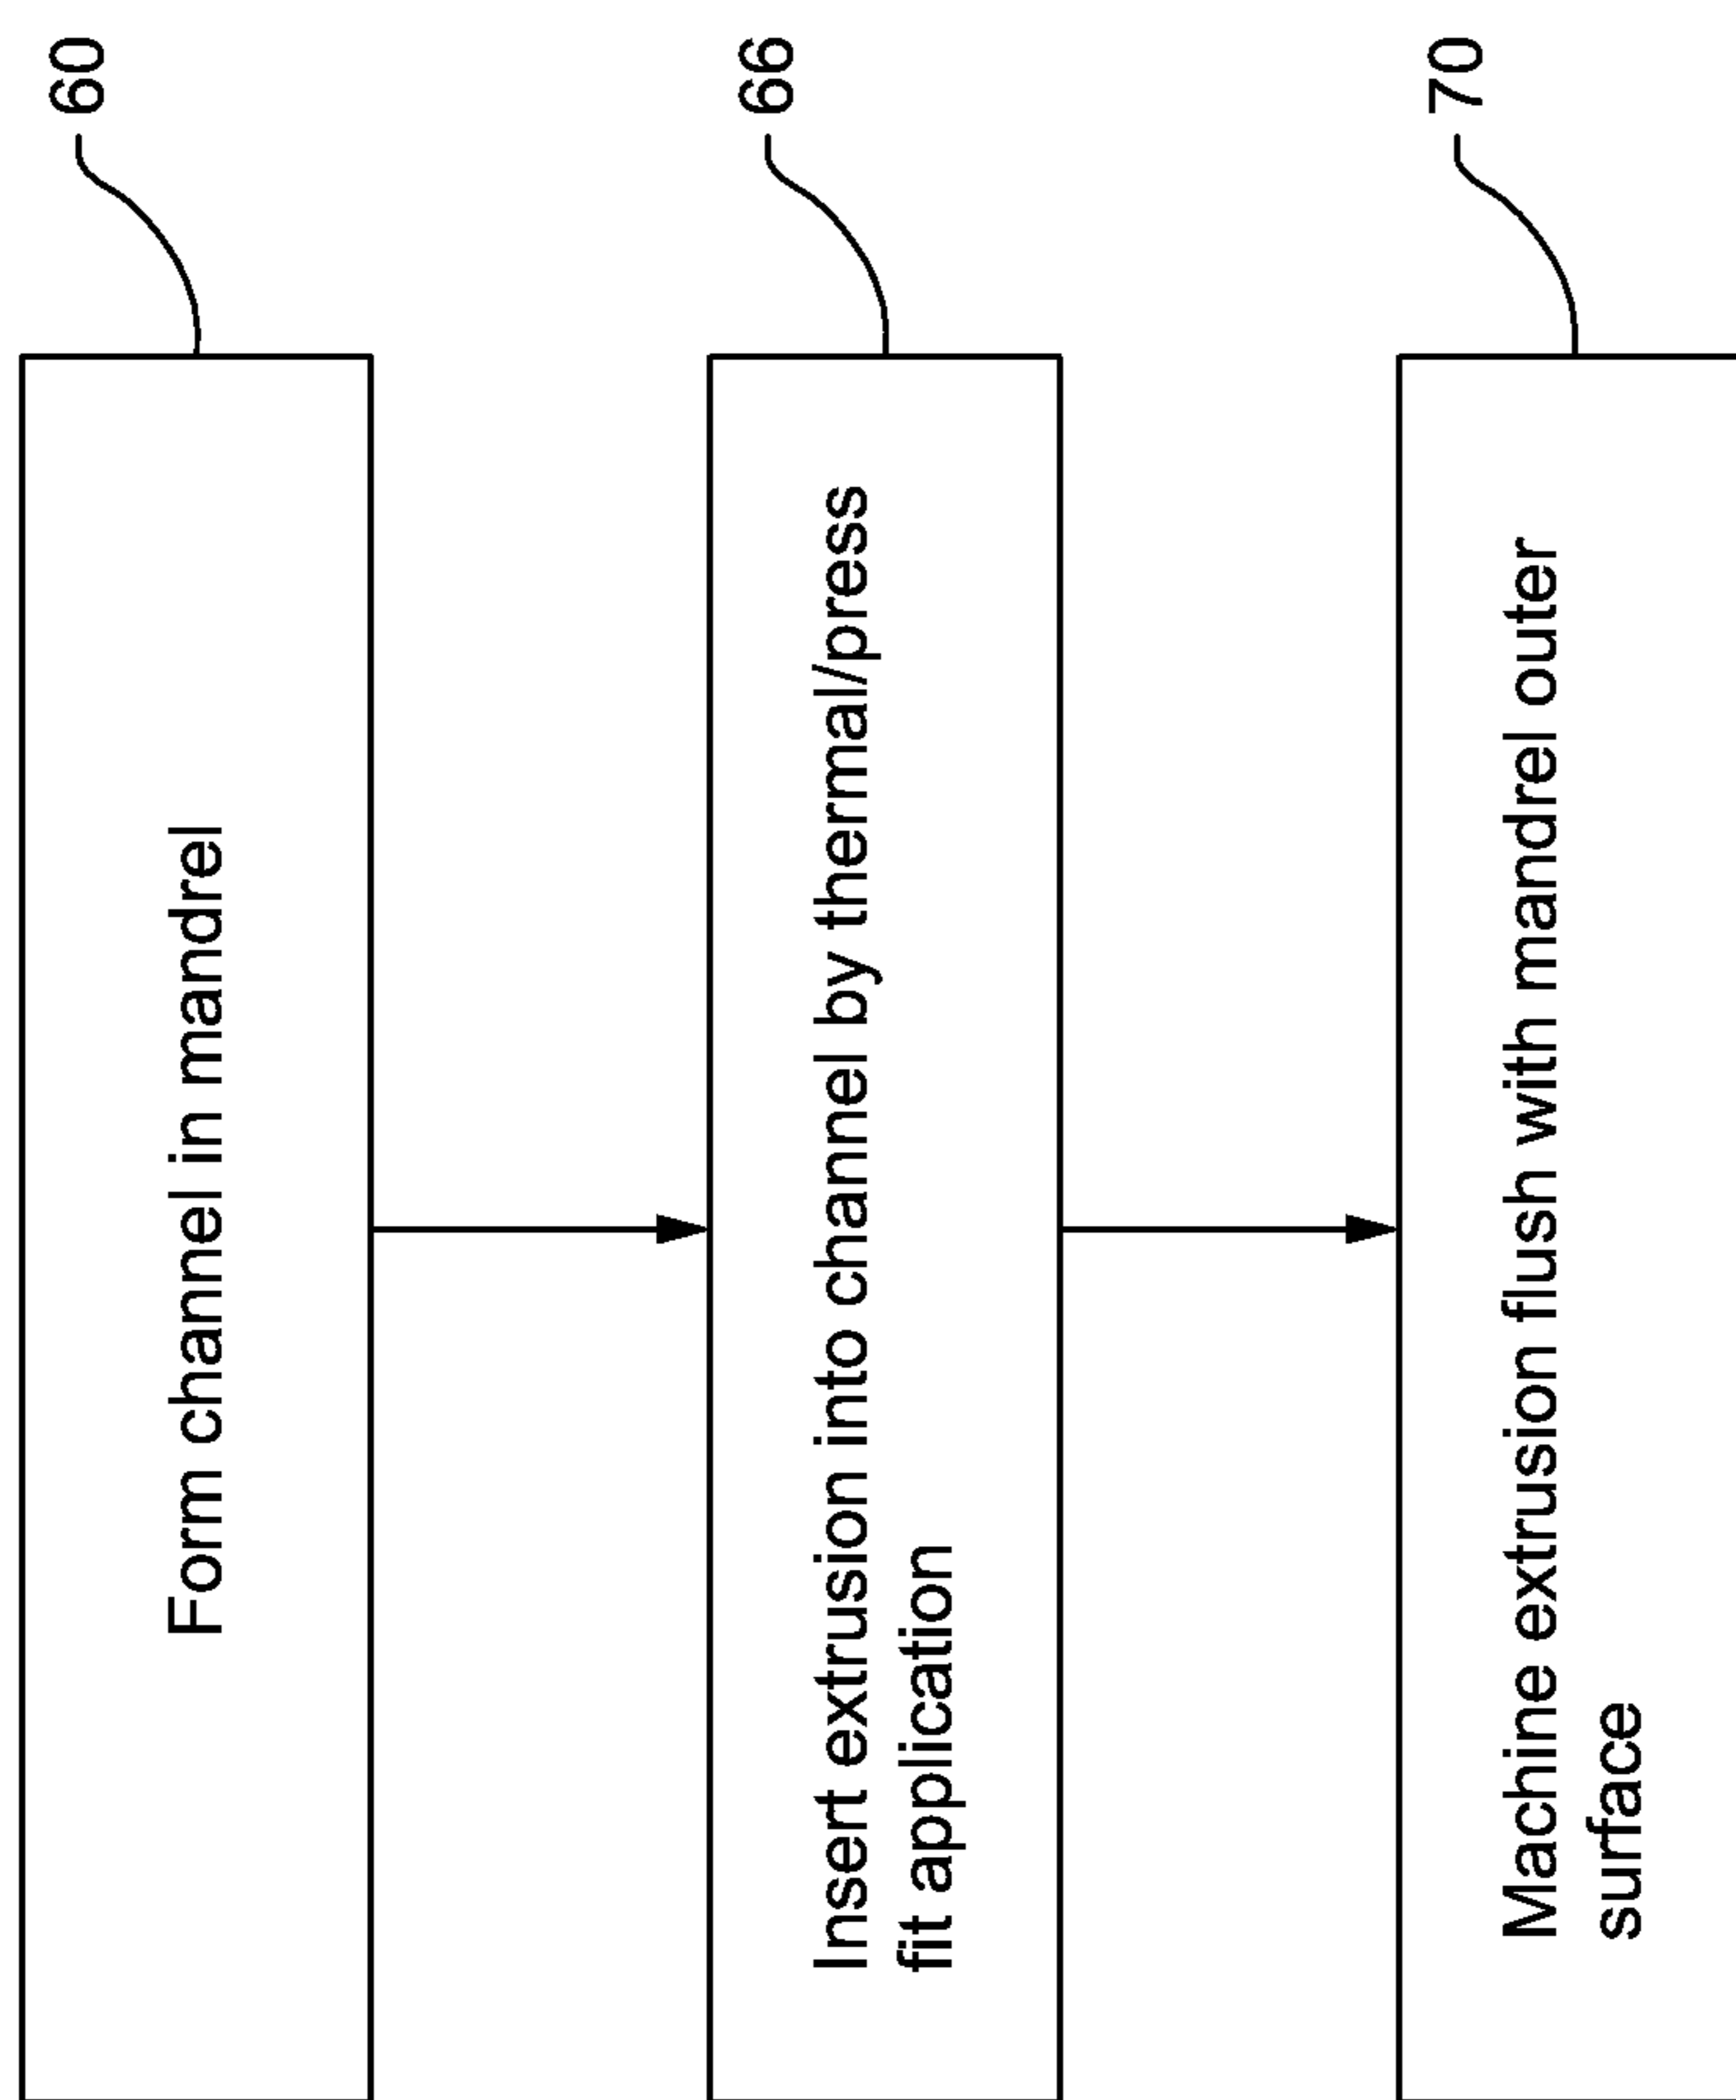 60
Form channel in mandrel
66
Insert extrusion into channel by thermal/press
fit application
70
Machine extrusion flush with mandrel outer
surface